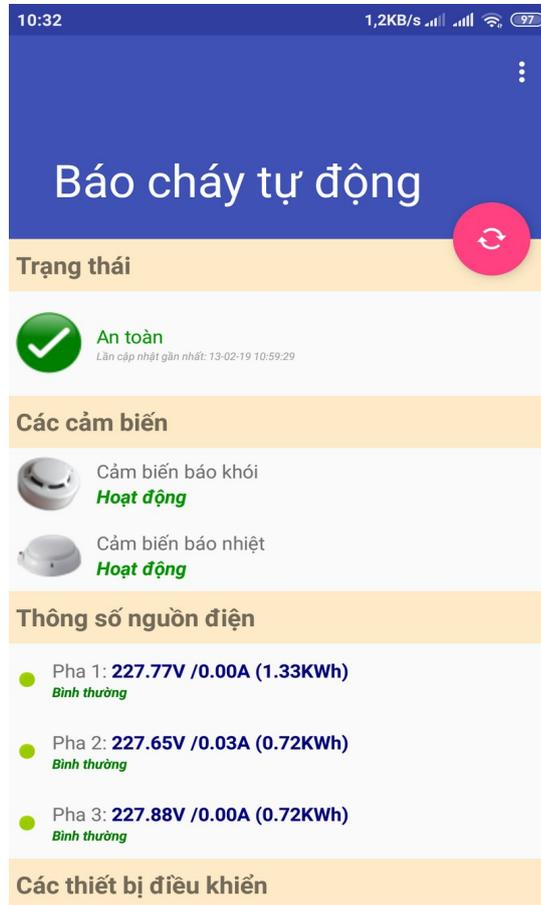 10:32
1,2KB/s
97
Báo cháy tự động
Trạng thái
An toàn
Lần cập nhật gần nhất: 13-02-19 10:59:29
Các cảm biến
Cảm biến báo khói
Hoạt động
Cảm biến báo nhiệt
Hoạt động
Thông số nguồn điện
Pha 1: 227.77V /0.00A (1.33KWh)
Bình thường
Pha 2: 227.65V /0.03A (0.72KWh)
Bình thường
Pha 3: 227.88V /0.00A (0.72KWh)
Bình thường
Các thiết bị điều khiển